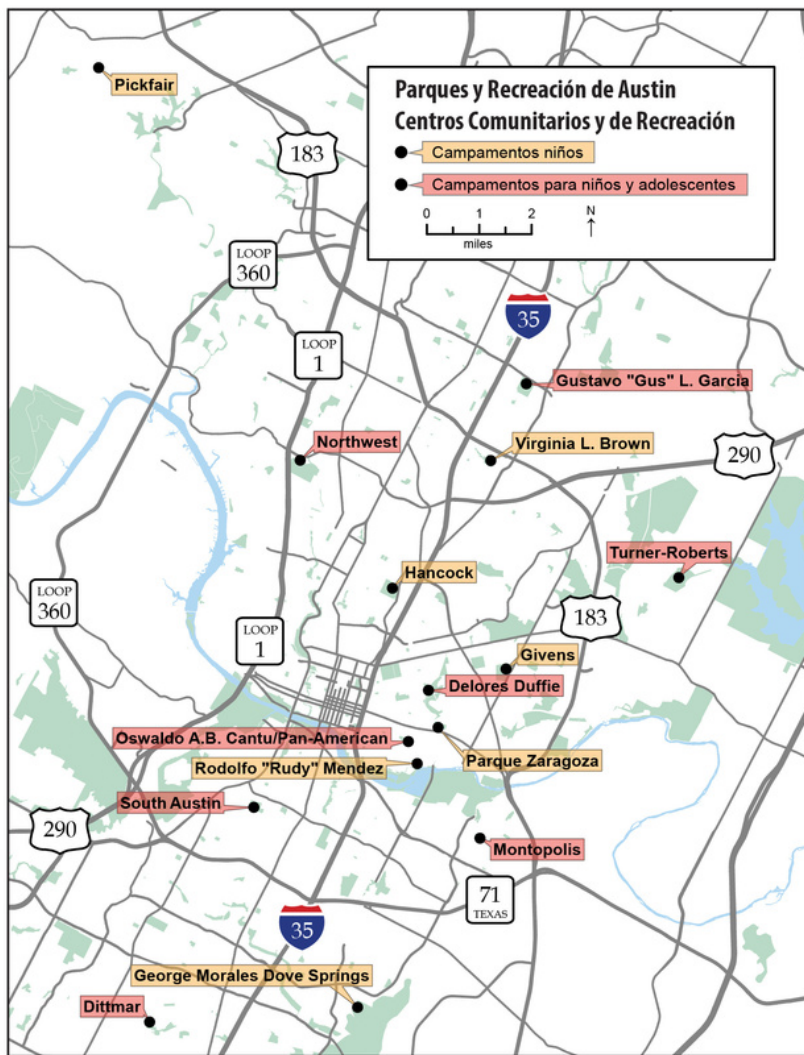 Pickfair
Parques y Recreación de Austin
Centros Comunitarios y de Recreación
Campamentos niños
Campamentos para niños y adolescentes
0 1 2
miles
N
183
LOOP
360
35
LOOP
1
Gustavo "Gus" L. Garcia
Northwest
Virginia L. Brown
290
Turner-Roberts
Hancock
LOOP
360
183
LOOP
1
Givens
Delores Duffie
Oswaldo A.B. Cantu/Pan-American
Parque Zaragoza
Rodolfo "Rudy" Mendez
South Austin
290
Montopolis
71
TEXAS
35
George Morales Dove Springs
Dittmar